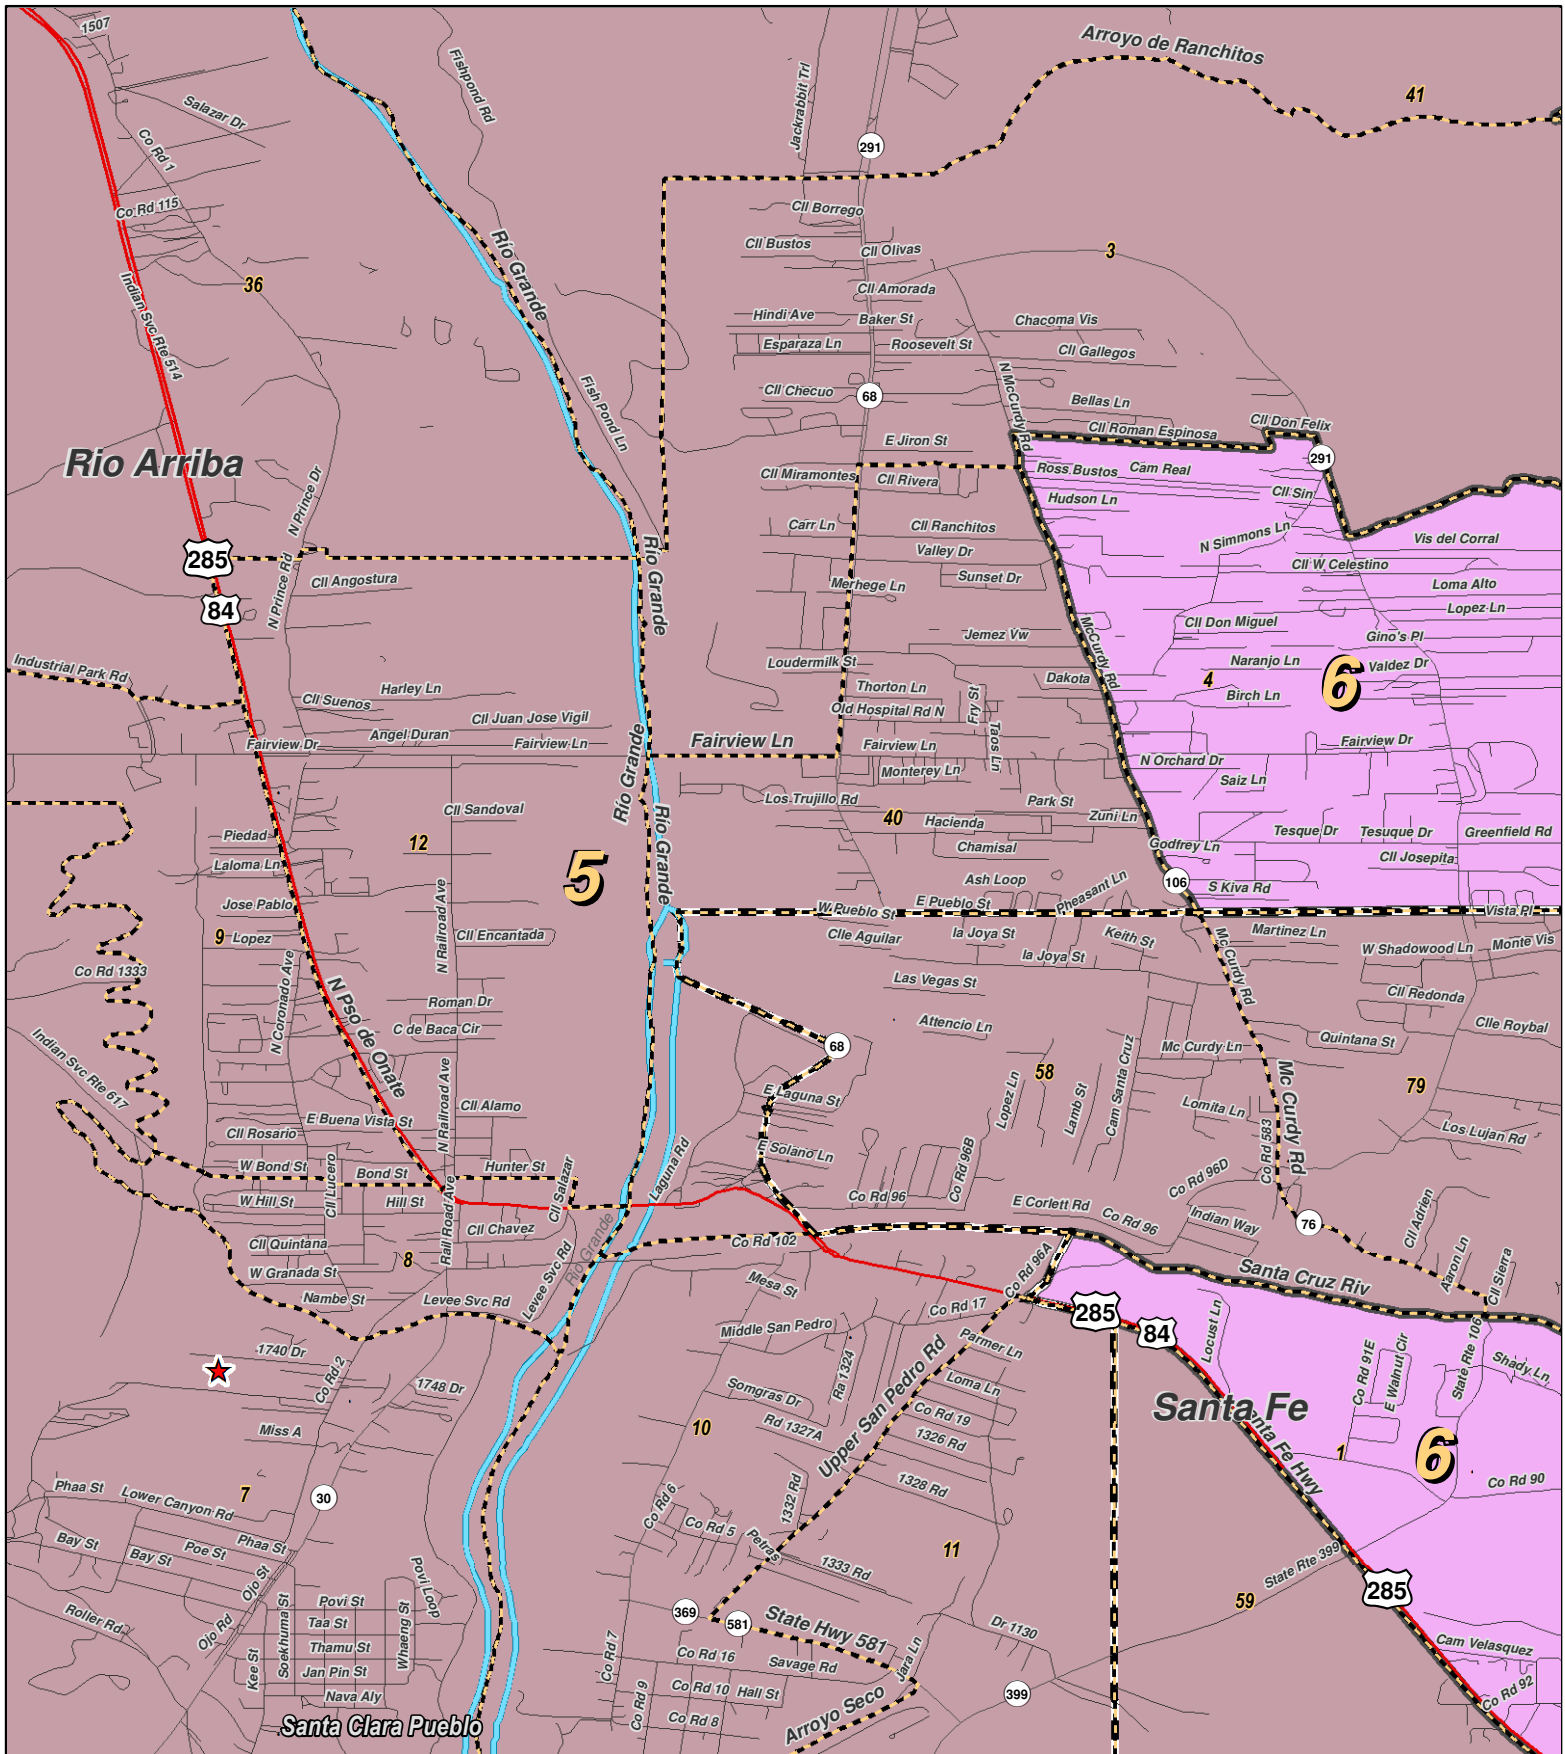 1507
Arroyo de Ranchitos
Fishpond Rd
Jackrabbit Trl
41
Salazar Dr
Co Rd 1
291
Co Rd 115
Cll Borrego
Rio Grande
Cll Bustos
Cll Olivas
3
36
Indian Svc Rte 514
Cll Amorada
Hindi Ave
Baker St
Chacoma Vis
Esparaza Ln
Roosevelt St
Cll Gallegos
Fish Pond Ln
N McCurdy Rd
Cll Checuo
68
Bellas Ln
Cll Roman Espinosa
Cll Don Felix
E Jiron St
Rio Arriba
N Prince Dr
Cll Miramontes
Cll Rivera
Ross Bustos
Cam Real
291
Hudson Ln
Cll Sin
Carr Ln
Cll Ranchitos
N Simmons Ln
Vis del Corral
Rio Grande
285
Valley Dr
Cll W Celestino
N Prince Rd
Cll Angostura
Merhege Ln
Sunset Dr
Loma Alto
84
Lopez Ln
Cll Don Miguel
Jemez Vw
McCurdy Rd
Gino's Pl
Industrial Park Rd
Loudermilk St
Naranjo Ln
Valdez Dr
Dakota
4
6
Harley Ln
Thorton Ln
Birch Ln
Cll Suenos
Old Hospital Rd N
Fry St
Cll Juan Jose Vigil
Taos Ln
Angel Duran
Fairview Dr
Fairview Ln
Fairview Ln
Fairview Ln
Fairview Dr
N Orchard Dr
Rio Grande
Monterey Ln
Saiz Ln
Los Trujillo Rd
Park St
Cll Sandoval
Zuni Ln
40
Hacienda
Piedad
12
Rio Grande
Tesque Dr
Tesuque Dr
Greenfield Rd
Chamisal
Godfrey Ln
Laloma Ln
5
Cll Josepita
Ash Loop
106
S Kiva Rd
Jose Pablo
N Railroad Ave
W Pueblo St
E Pueblo St
Pheasant Ln
Vista Pl
9
Lopez
Cll Encantada
Clle Aguilar
la Joya St
Keith St
Martinez Ln
W Shadowood Ln
Monte Vis
la Joya St
Co Rd 1333
N Coronado Ave
Las Vegas St
Mc Curdy Rd
Cll Redonda
N Pso de Onate
Roman Dr
C de Baca Cir
Attencio Ln
Clle Roybal
Indian Svc Rte 617
68
Mc Curdy Ln
Quintana St
58
79
N Railroad Ave
E Laguna St
Lopez Ln
Lamb St
Cam Santa Cruz
Mc Curdy Rd
Cll Alamo
Lomita Ln
E Buena Vista St
Cll Rosario
Los Lujan Rd
Co Rd 583
E Solano Ln
W Bond St
Bond St
Hunter St
Laguna Rd
Co Rd 96B
Co Rd 96D
Cll Lucero
Cll Salazar
W Hill St
Hill St
Co Rd 96
E Corlett Rd
Co Rd 96
Indian Way
Rail Road Ave
76
Cll Adrien
Cll Chavez
Cll Quintana
Rio Grande
Co Rd 102
8
Levee Svc Rd
Co Rd 96A
Aaron Ln
Cll Sierra
W Granada St
Mesa St
Santa Cruz Riv
Nambe St
Levee Svc Rd
Co Rd 17
285
84
Locust Ln
Middle San Pedro
Parmer Ln
State Rte 106
1740 Dr
Ra 1324
Upper San Pedro Rd
Co Rd 91E
E Walnut Cir
Shady Ln
Co Rd 2
1748 Dr
Somgras Dr
Loma Ln
Santa Fe
Rd 1327A
Co Rd 19
Miss A
10
1326 Rd
Santa Fe Hwy
1
6
7
Phaa St
Lower Canyon Rd
30
1328 Rd
Co Rd 90
1332 Rd
Co Rd 6
Co Rd 5
Bay St
Bay St
Poe St
Phaa St
Petras
11
1333 Rd
State Rte 399
Povi Loop
Ojo St
285
Roller Rd
Ojo Rd
Povi St
369
581
State Hwy 581
59
Taa St
Dr 1130
Kee St
Soekhuma St
Whaeng St
Thamu St
Co Rd 7
Co Rd 16
Savage Rd
Jara Ln
Cam Velasquez
Jan Pin St
Co Rd 10
Hall St
Nava Aly
Co Rd 9
399
Co Rd 92
Santa Clara Pueblo
Co Rd 8
Arroyo Seco